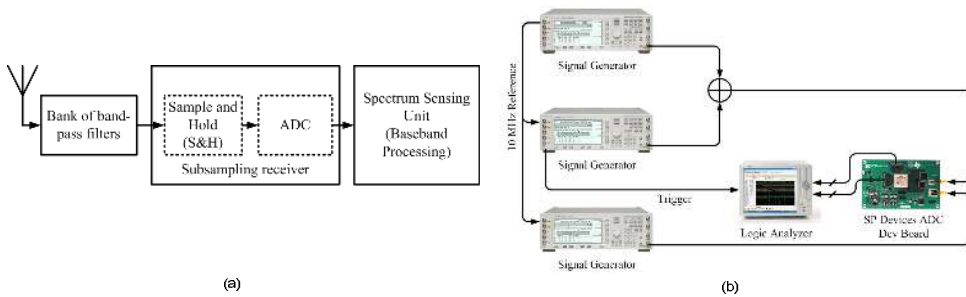 Bank of band-
pass filters
Sample and
Hold
(S&H)
ADC
Subsampling receiver
Spectrum Sensing
Unit
(Baseband
Processing)
(a)
10 MHz Reference
Signal Generator
Signal Generator
Trigger
Signal Generator
Logic Analyzer
SP Devices ADC
Dev Board
(b)